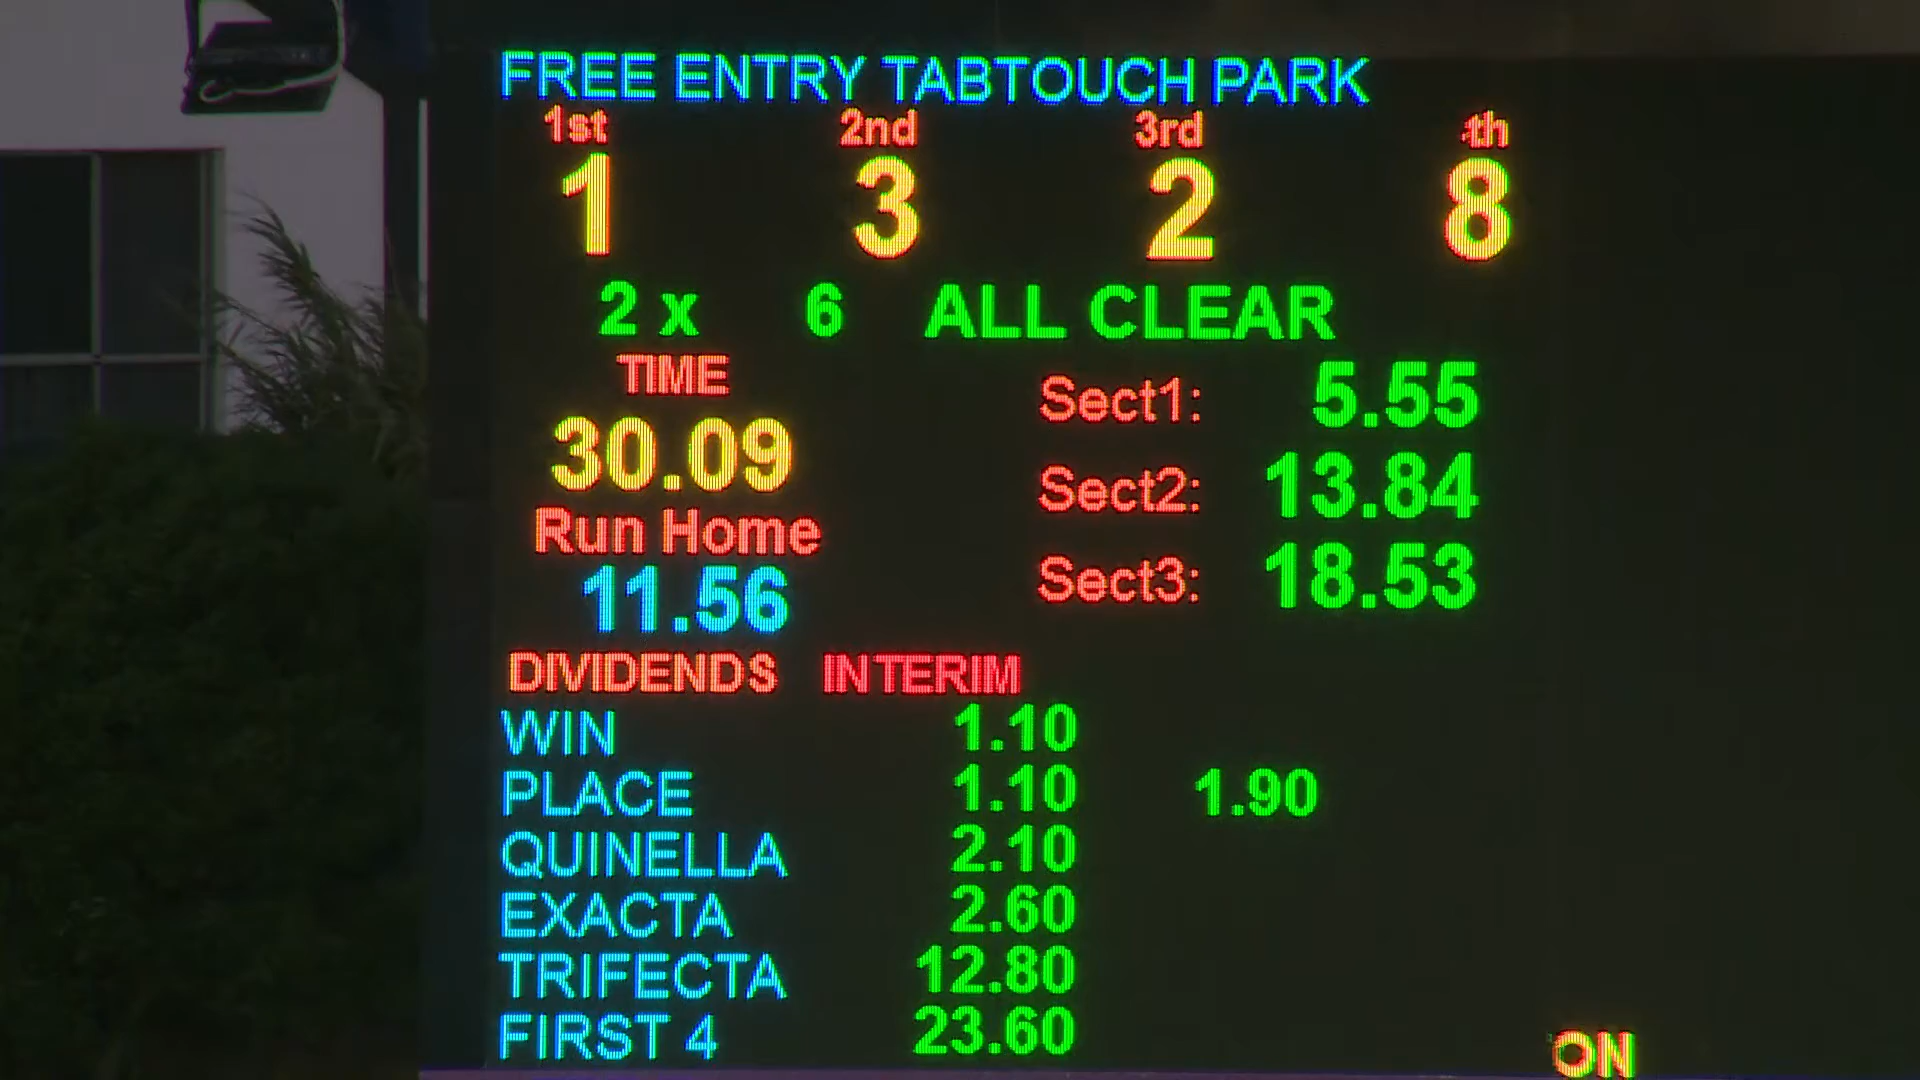 FREE ENTRY TABTOUCH PARK
1st 2nd 3rd th
1 3 2 8
2 x 6 ALL CLEAR
TIME
30.09
Run Home
11.56
Sect1: 5.55
Sect2: 13.84
Sect3: 18.53
DIVIDENDS INTERIM
WIN 1.10
PLACE 1.10 1.90
QUINELLA 2.10
EXACTA 2.60
TRIFECTA 12.80
FIRST 4 23.60
ON